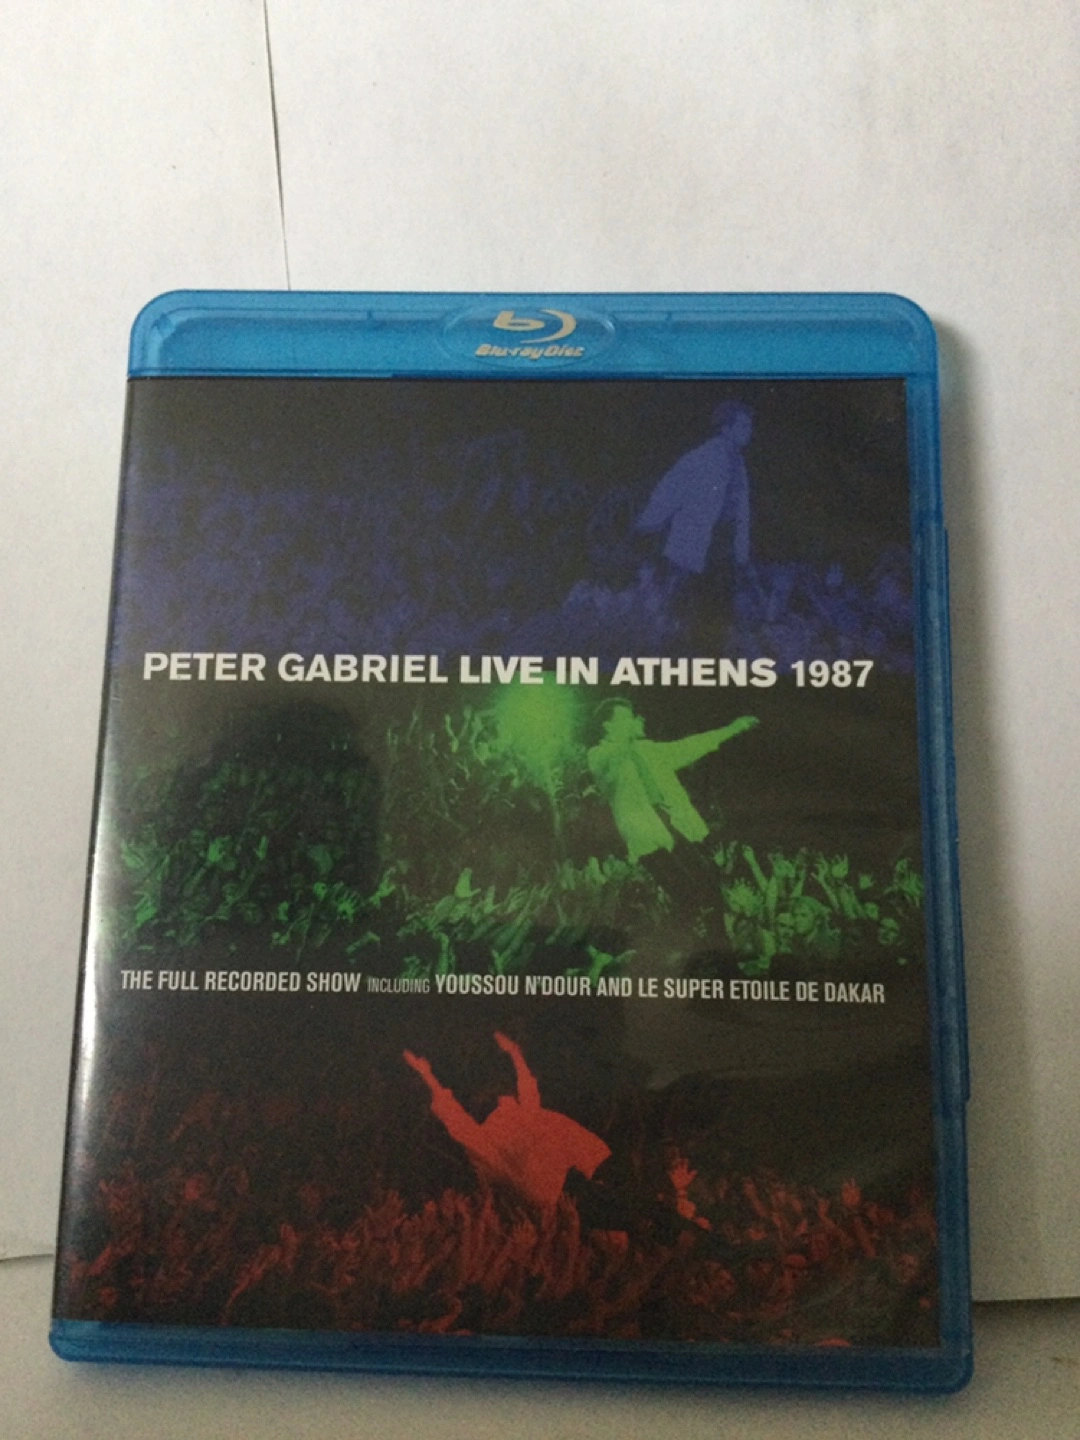 Blu-ray Disc
PETER GABRIEL LIVE IN ATHENS 1987
THE FULL RECORDED SHOW INCLUDING YOUSSOU N'DOUR AND LE SUPER ETOILE DE DAKAR